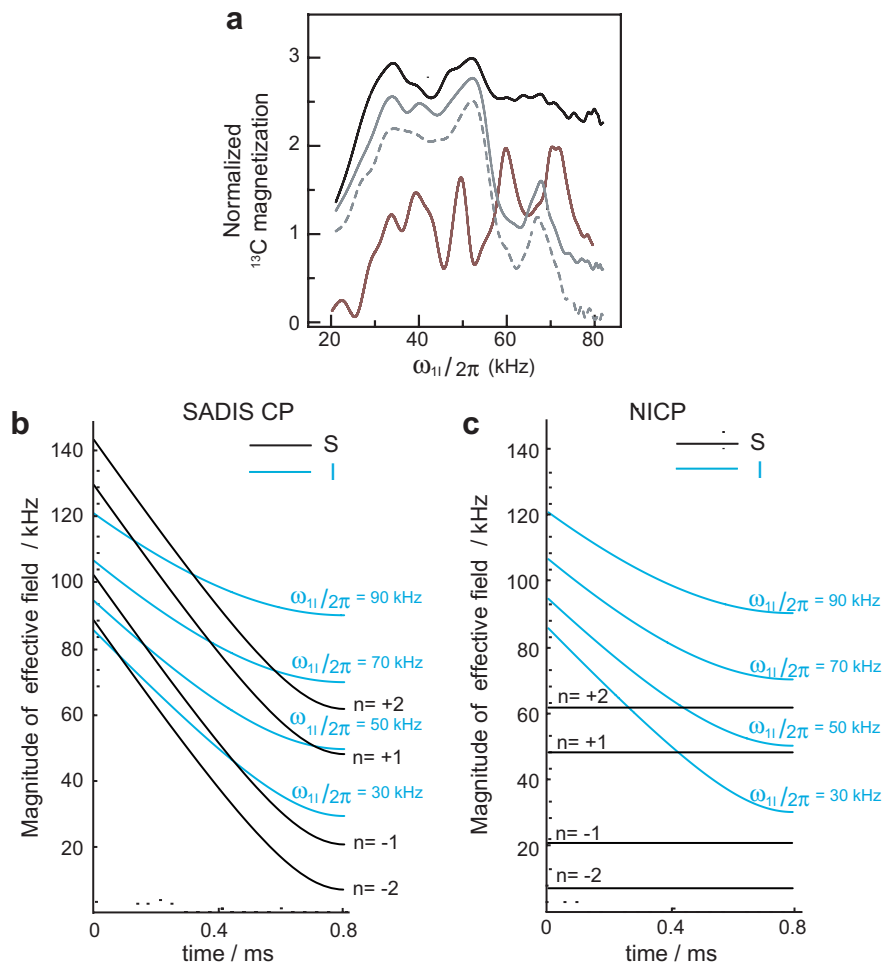 a
Normalized
¹³C magnetization
3
2
1
0
20
40
60
80
ω₁I/2π (kHz)
b
SADIS CP
S
I
Magnitude of effective field / kHz
140
120
100
80
60
40
20
ω₁I/2π = 90 kHz
ω₁I/2π = 70 kHz
n= +2
ω₁I/2π = 50 kHz
n= +1
ω₁I/2π = 30 kHz
n= -1
n= -2
0
0.4
0.8
time / ms
c
NICP
S
I
Magnitude of effective field / kHz
140
120
100
80
60
40
20
ω₁I/2π = 90 kHz
ω₁I/2π = 70 kHz
n= +2
ω₁I/2π = 50 kHz
n= +1
ω₁I/2π = 30 kHz
n= -1
n= -2
0
0.4
0.8
time / ms